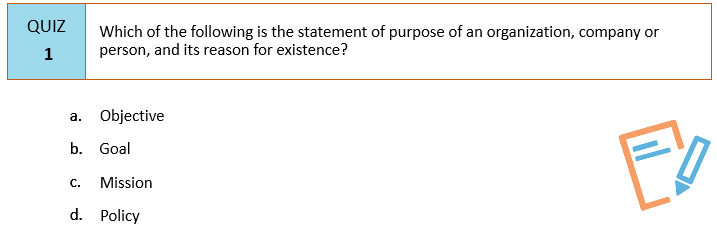 QUIZ
1
Which of the following is the statement of purpose of an organization, company or
person, and its reason for existence?
a. Objective
b. Goal
c. Mission
d. Policy